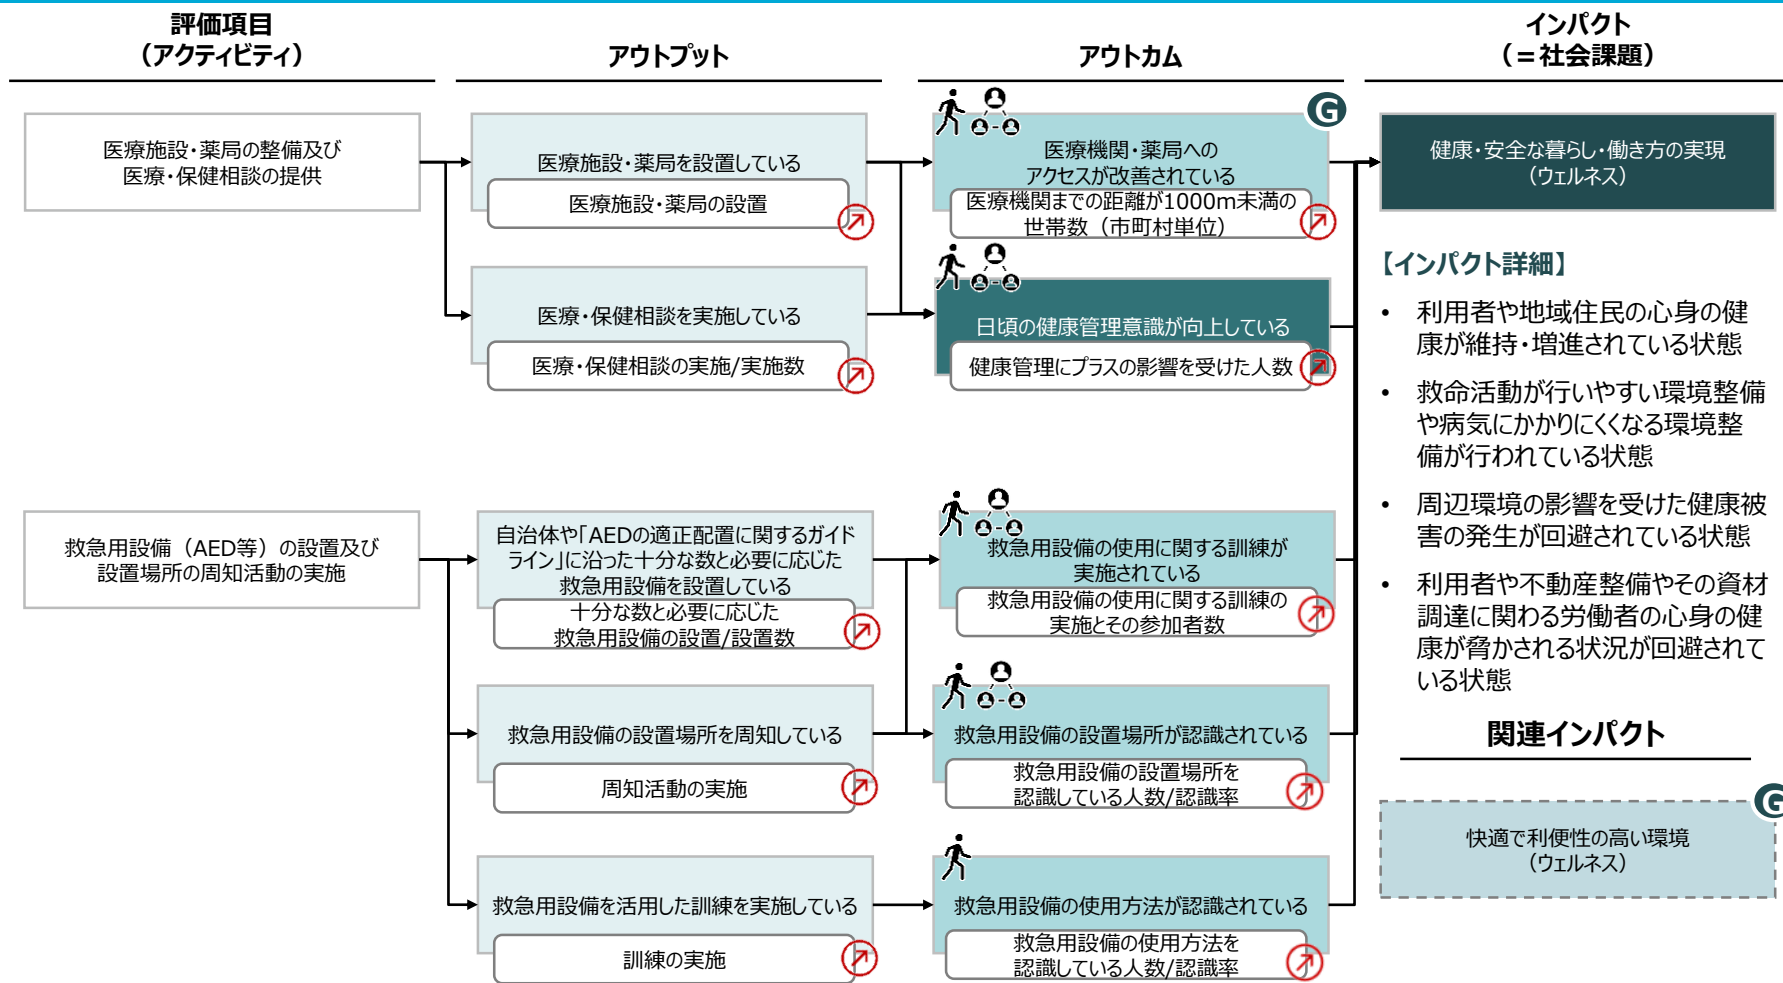 評価項目
（アクティビティ）
アウトプット
アウトカム
インパクト
（＝社会課題）
医療施設・薬局の整備及び
医療・保健相談の提供
医療施設・薬局を設置している
医療施設・薬局の設置
医療・保健相談を実施している
医療・保健相談の実施/実施数
G
医療機関・薬局への
アクセスが改善されている
医療機関までの距離が1000m未満の
世帯数（市町村単位）
日頃の健康管理意識が向上している
健康管理にプラスの影響を受けた人数
健康・安全な暮らし・働き方の実現
（ウェルネス）
【インパクト詳細】
• 利用者や地域住民の心身の健
康が維持・増進されている状態
• 救命活動が行いやすい環境整備
や病気にかかりにくくなる環境整
備が行われている状態
• 周辺環境の影響を受けた健康被
害の発生が回避されている状態
• 利用者や不動産整備やその資材
調達に関わる労働者の心身の健
康が脅かされる状況が回避されて
いる状態
救急用設備（AED等）の設置及び
設置場所の周知活動の実施
自治体や「AEDの適正配置に関するガイド
ライン」に沿った十分な数と必要に応じた
救急用設備を設置している
十分な数と必要に応じた
救急用設備の設置/設置数
救急用設備の設置場所を周知している
周知活動の実施
救急用設備を活用した訓練を実施している
訓練の実施
救急用設備の使用に関する訓練が
実施されている
救急用設備の使用に関する訓練の
実施とその参加者数
救急用設備の設置場所が認識されている
救急用設備の設置場所を
認識している人数/認識率
救急用設備の使用方法が認識されている
救急用設備の使用方法を
認識している人数/認識率
関連インパクト
G
快適で利便性の高い環境
（ウェルネス）